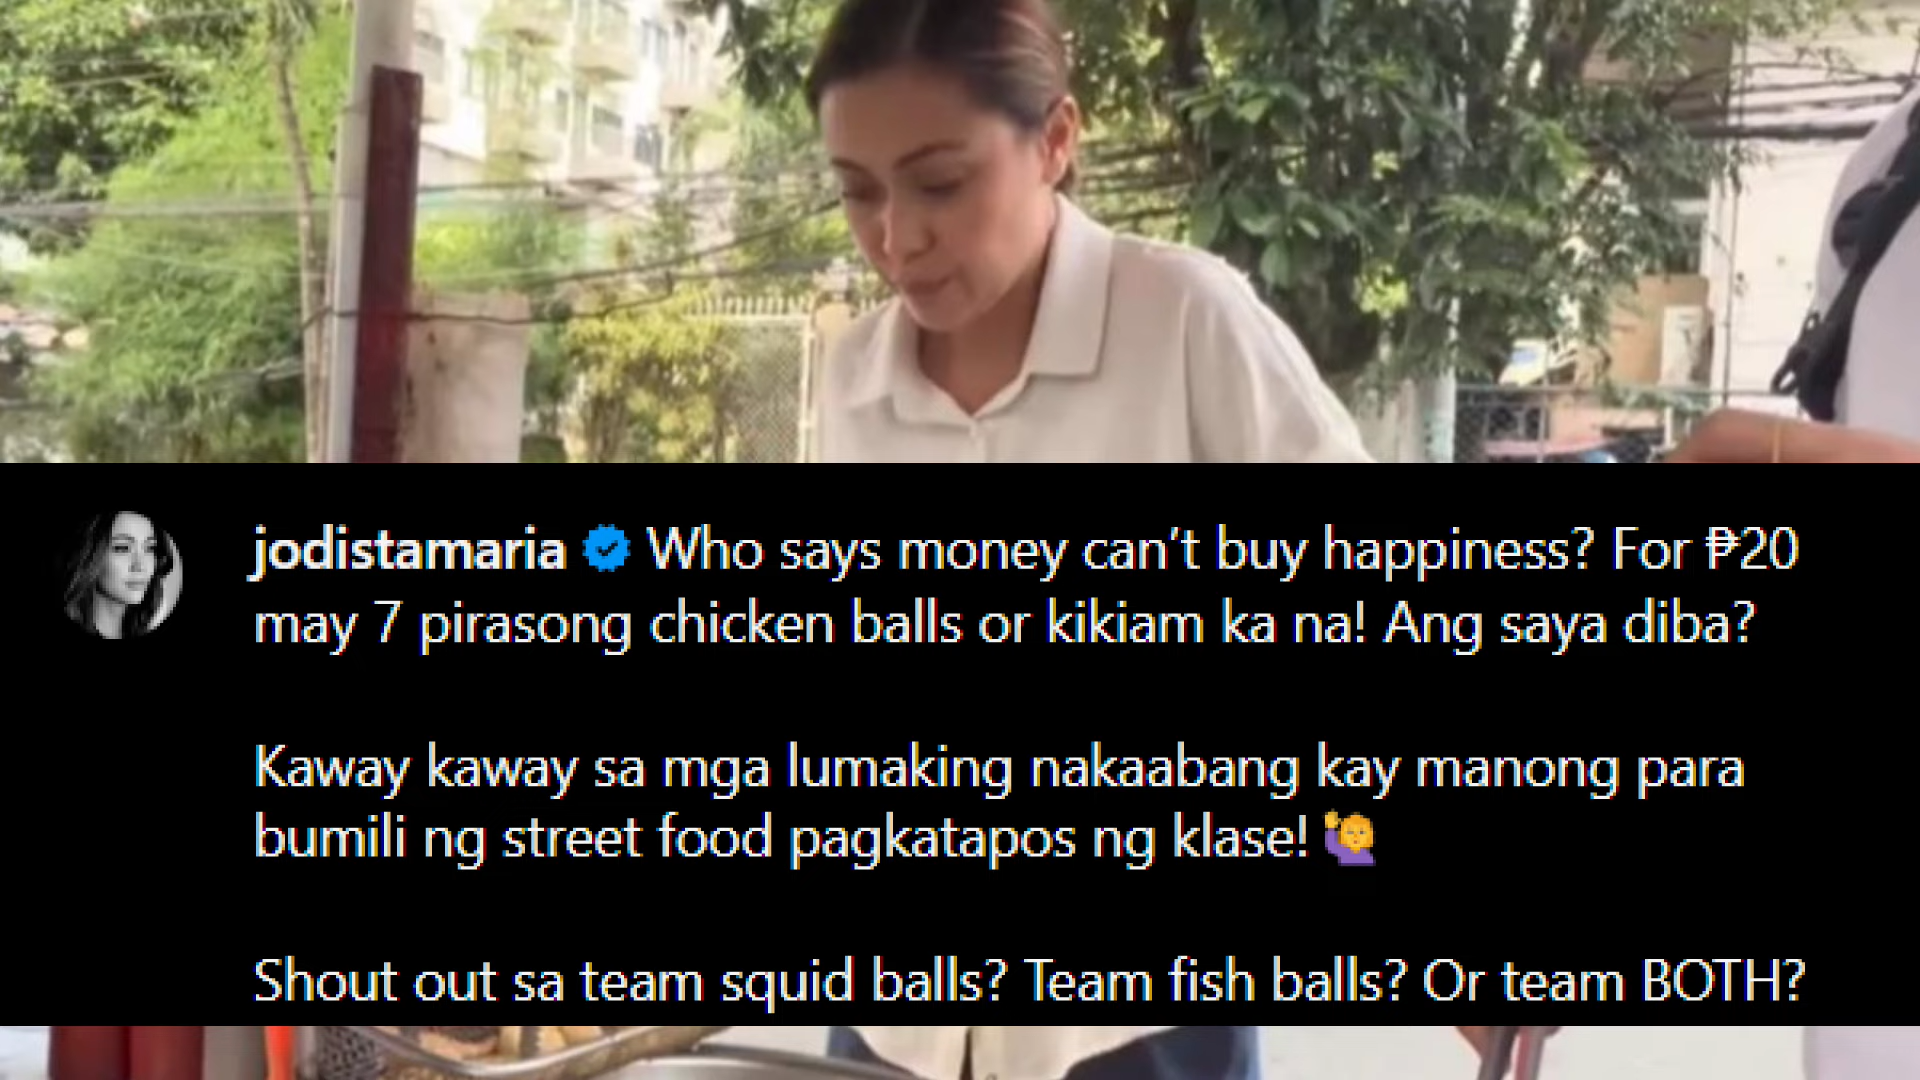 jodistamaria Who says money can't buy happiness? For ₱20
may 7 pirasong chicken balls or kikiam ka na! Ang saya diba?
Kaway kaway sa mga lumaking nakaabang kay manong para
bumili ng street food pagkatapos ng klase! 🙋
Shout out sa team squid balls? Team fish balls? Or team BOTH?